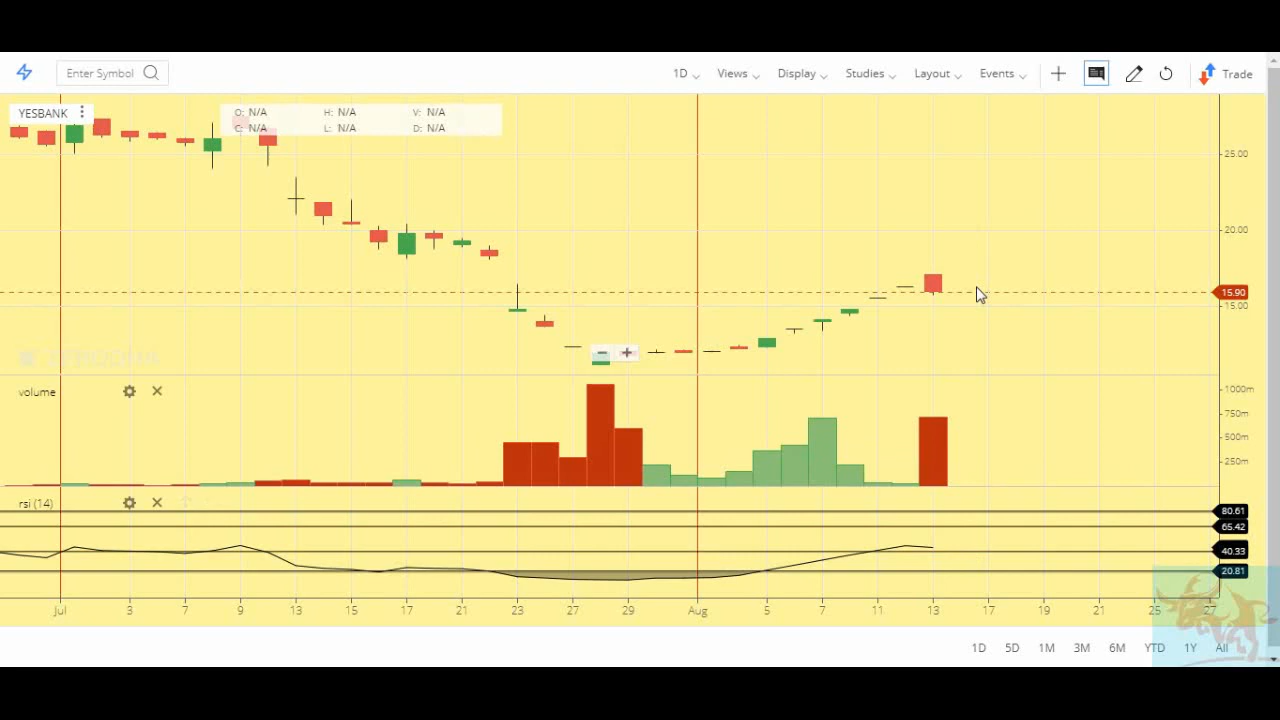 Enter Symbol 1D Views Display Studies Layout Events Trade
YESBANK
O: N/A H: N/A V: N/A
C: N/A L: N/A D: N/A
25.00
20.00
15.90
15.00
volume
1000m
750m
500m
250m
rsi (14)
80.61
65.42
40.33
20.81
Jul 3 7 9 13 15 17 21 23 27 29 Aug 5 7 11 13 17 19 21 25 27
1D 5D 1M 3M 6M YTD 1Y All